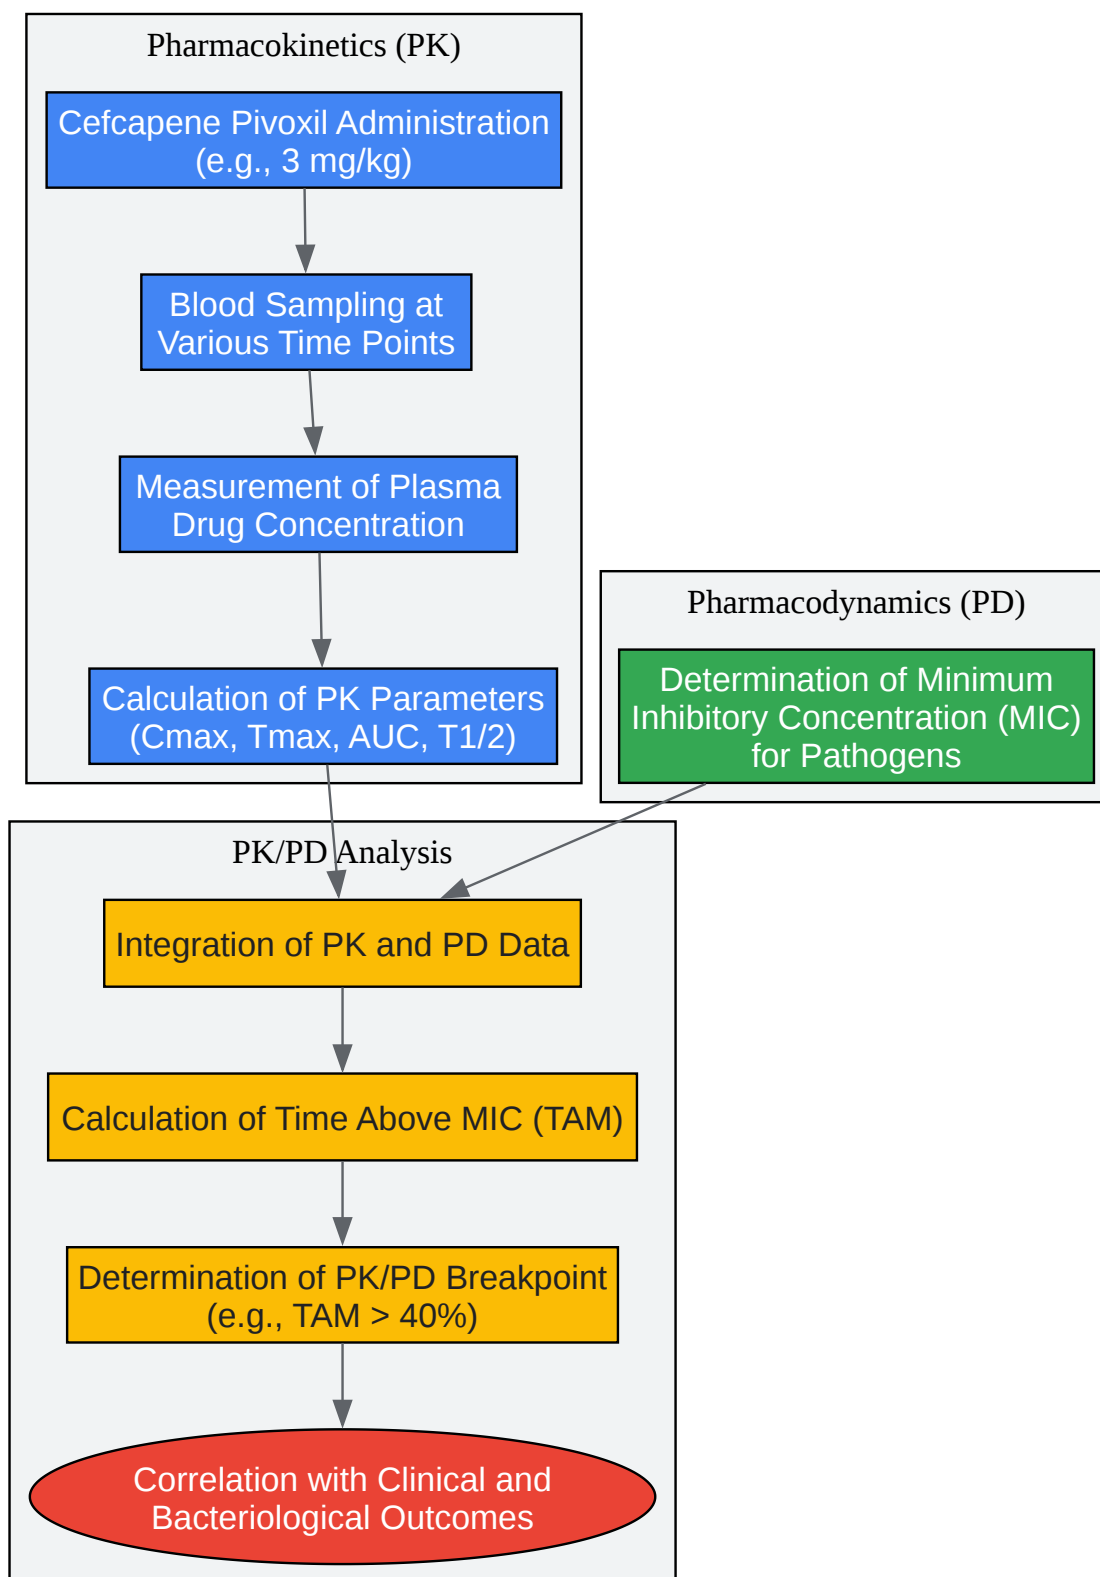 Pharmacokinetics (PK)
Cefcapene Pivoxil Administration
(e.g., 3 mg/kg)
Blood Sampling at
Various Time Points
Measurement of Plasma
Drug Concentration
Calculation of PK Parameters
(Cmax, Tmax, AUC, T1/2)
Pharmacodynamics (PD)
Determination of Minimum
Inhibitory Concentration (MIC)
for Pathogens
PK/PD Analysis
Integration of PK and PD Data
Calculation of Time Above MIC (TAM)
Determination of PK/PD Breakpoint
(e.g., TAM > 40%)
Correlation with Clinical and
Bacteriological Outcomes